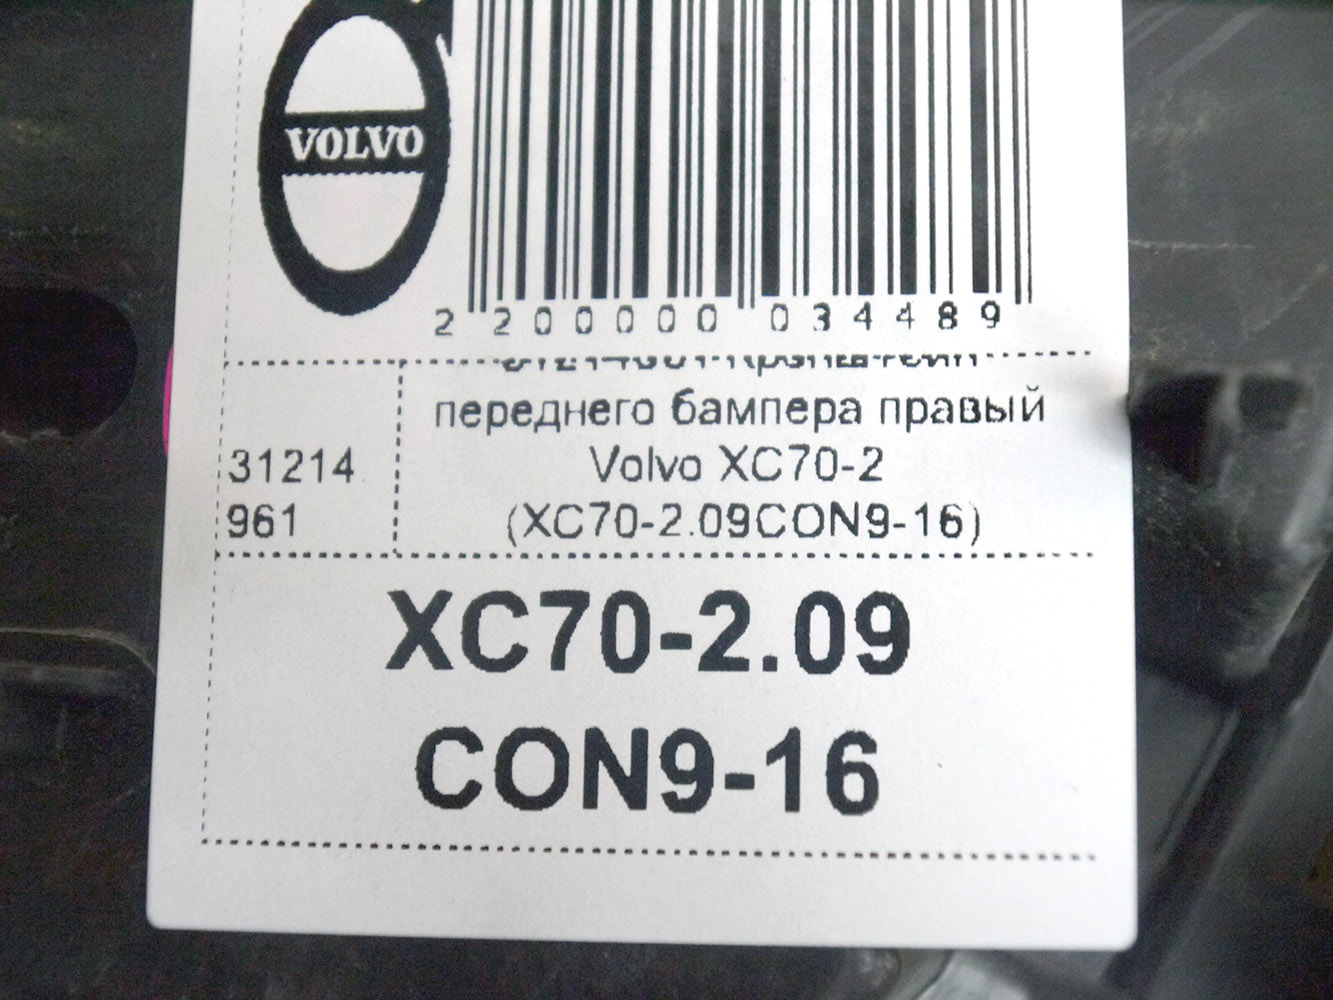 VOLVO
2 200000 034489
переднего бампера правый
31214 Volvo XC70-2
961 (XC70-2.09CON9-16)
XC70-2.09
CON9-16